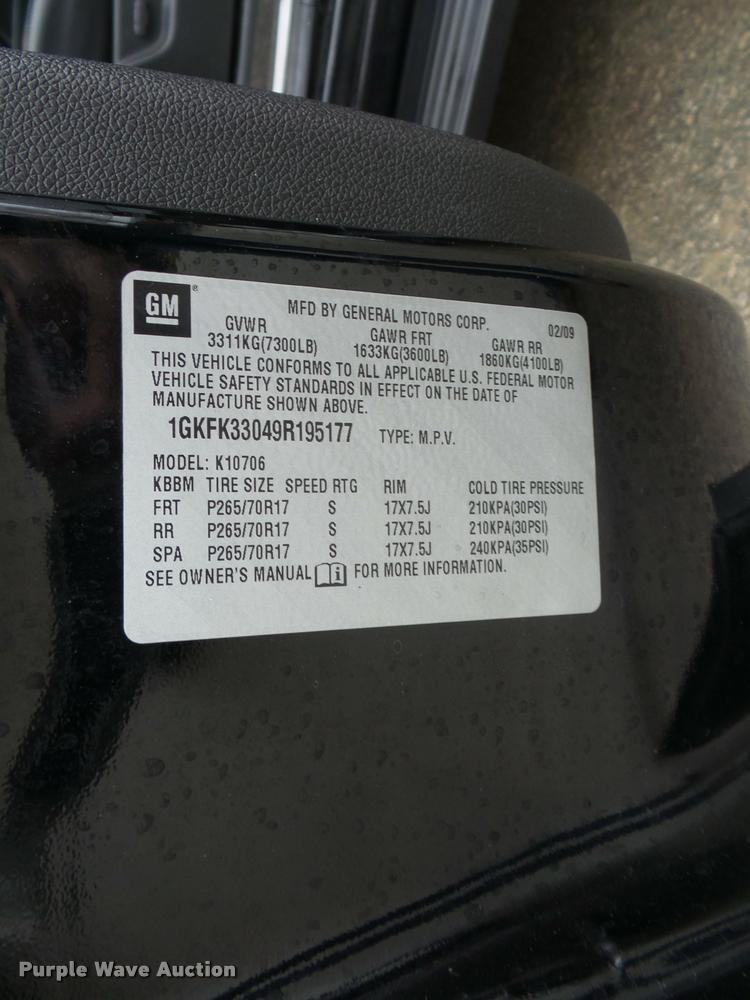 GM®
MFD BY GENERAL MOTORS CORP. 02/09
GVWR GAWR FRT GAWR RR
3311KG(7300LB) 1633KG(3600LB) 1860KG(4100LB)
THIS VEHICLE CONFORMS TO ALL APPLICABLE U.S. FEDERAL MOTOR
VEHICLE SAFETY STANDARDS IN EFFECT ON THE DATE OF
MANUFACTURE SHOWN ABOVE.
1GKFK33049R195177 TYPE: M.P.V.
MODEL: K10706
KBBM TIRE SIZE SPEED RTG RIM COLD TIRE PRESSURE
FRT P265/70R17 S 17X7.5J 210KPA(30PSI)
RR P265/70R17 S 17X7.5J 210KPA(30PSI)
SPA P265/70R17 S 17X7.5J 240KPA(35PSI)
SEE OWNER'S MANUAL i FOR MORE INFORMATION.
Purple Wave Auction